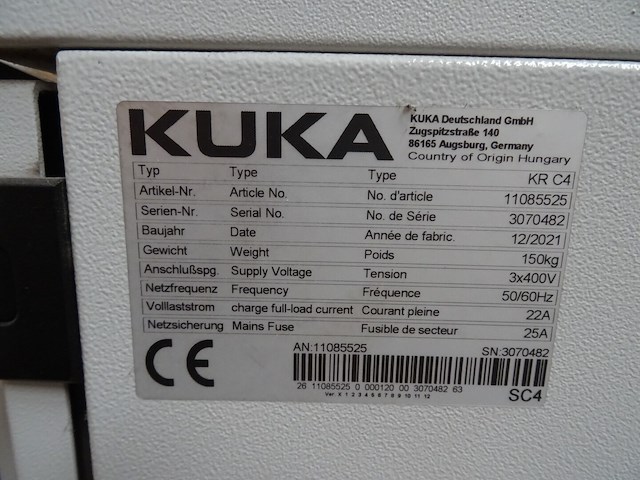 KUKA
KUKA Deutschland GmbH
Zugspitzstraße 140
86165 Augsburg, Germany
Country of Origin Hungary
Typ Type Type KR C4
Artikel-Nr. Article No. No. d'article 11085525
Serien-Nr. Serial No. No. de Série 3070482
Baujahr Date Année de fabric. 12/2021
Gewicht Weight Poids 150kg
Anschlußspg. Supply Voltage Tension 3x400V
Netzfrequenz Frequency Fréquence 50/60Hz
Volllaststrom charge full-load current Courant pleine 22A
Netzsicherung Mains Fuse Fusible de secteur 25A
AN:11085525 SN:3070482
CE
26 11085525 0 000120 00 3070482 63
Ver. X 1 2 3 4 5 6 7 8 9 10 11 12
SC4